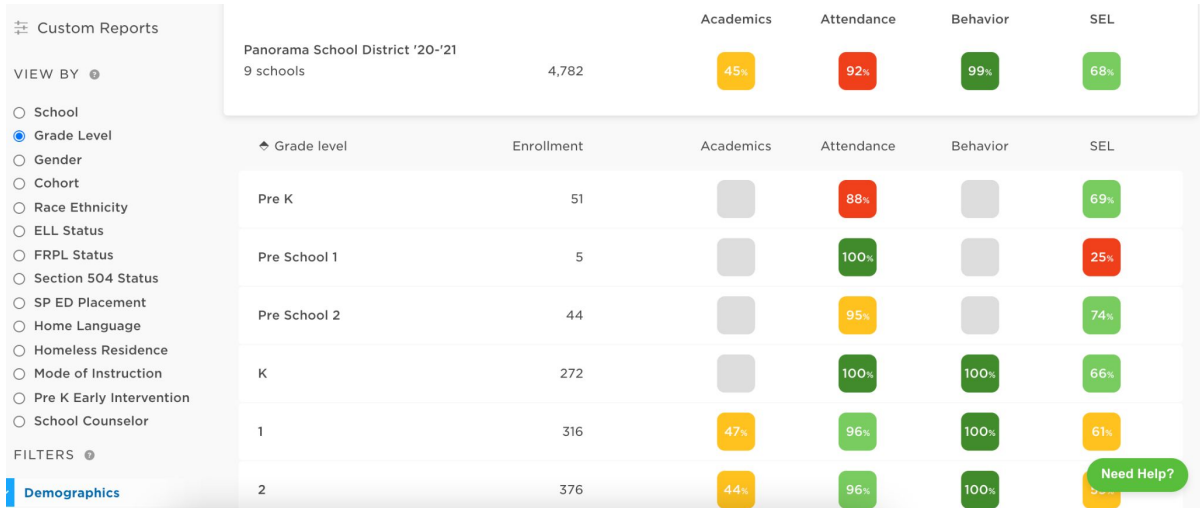 Custom Reports
VIEW BY
School
Grade Level
Gender
Cohort
Race Ethnicity
ELL Status
FRPL Status
Section 504 Status
SP ED Placement
Home Language
Homeless Residence
Mode of Instruction
Pre K Early Intervention
School Counselor
FILTERS
Demographics
Academics Attendance Behavior SEL
Panorama School District '20-'21
9 schools 4,782 45% 92% 99% 68%
Grade level Enrollment Academics Attendance Behavior SEL
Pre K 51 88% 69%
Pre School 1 5 100% 25%
Pre School 2 44 95% 74%
K 272 100% 100% 66%
1 316 47% 96% 100% 61%
2 376 44% 96% 100%
Need Help?